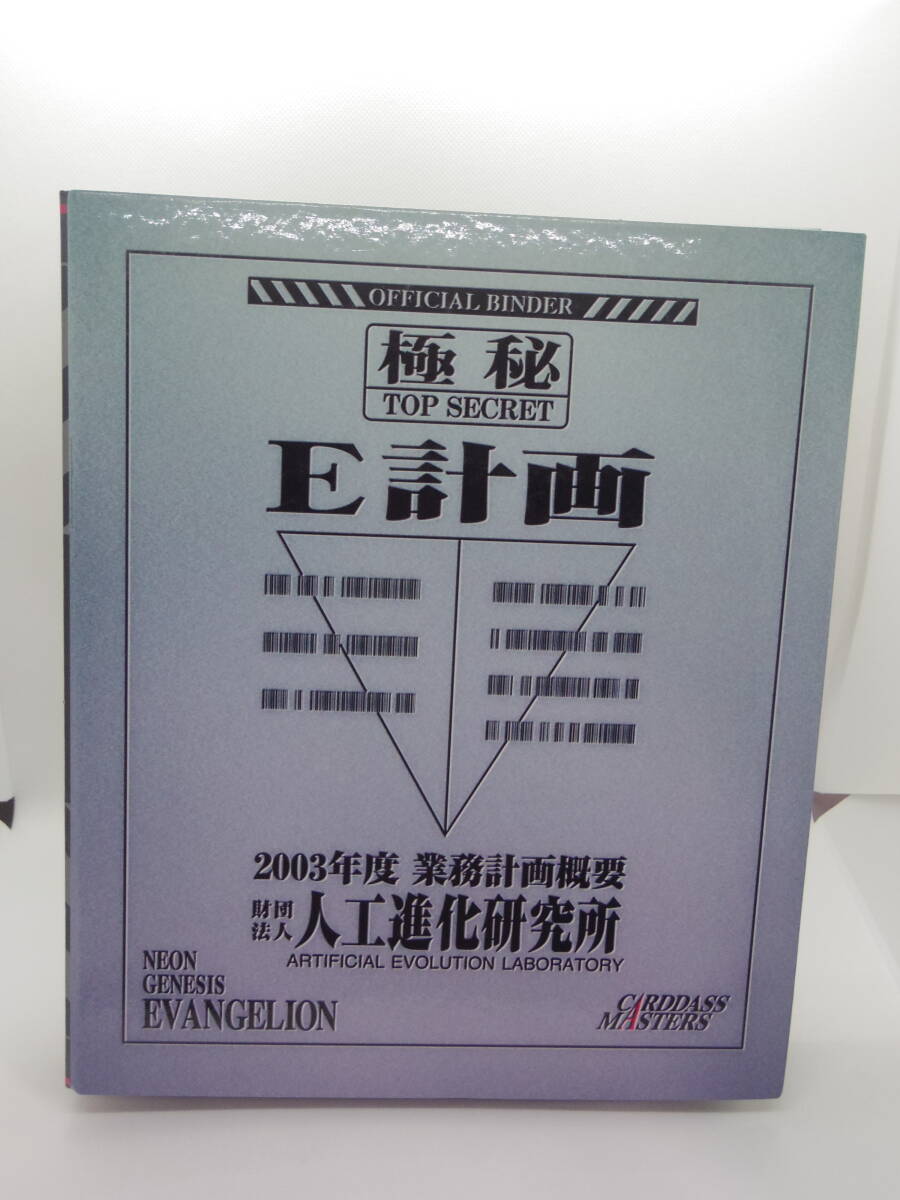 OFFICIAL BINDER
極秘
TOP SECRET
E計画
2003年度 業務計画概要
財団法人 人工進化研究所
ARTIFICIAL EVOLUTION LABORATORY
NEON
GENESIS
EVANGELION
CARDDASS
MASTERS